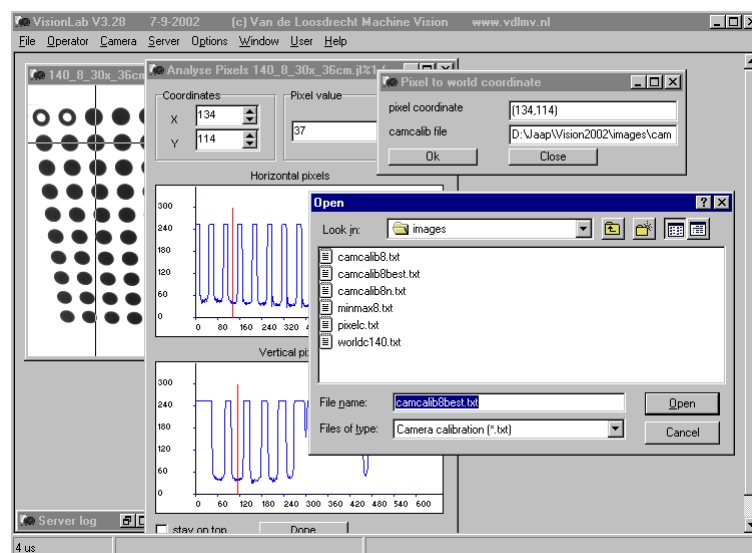 VisionLab V3.28 7-9-2002 (c) Van de Loosdrecht Machine Vision www.vdlmv.nl
File Operator Camera Server Options Window User Help
140_8_30x_36cm
Analyse Pixels 140_8_30x_36cm.jl%1
Coordinates
X 134
Y 114
Pixel value
37
Pixel to world coordinate
pixel coordinate (134,114)
camcalib file D:\Jaap\Vision2002\images\cam
Ok Close
Horizontal pixels
300
240
180
120
60
0
0 80 160 240 320
Open
Look in: images
camcalib8.txt
camcalib8best.txt
camcalib8n.txt
minmax8.txt
pixelc.txt
worldc140.txt
File name: camcalib8best.txt Open
Files of type: Camera calibration (*.txt) Cancel
Vertical pi
300
240
180
120
60
0
0 60 120 180 240 300 360 420 480 540 600
stay on top Done
Server log
4 us